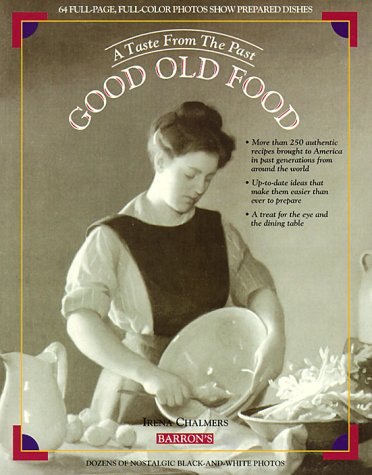 64 FULL-PAGE, FULL-COLOR PHOTOS SHOW PREPARED DISHES
A Taste From The Past
GOOD OLD FOOD
• More than 250 authentic
recipes brought to America
in past generations from
around the world
• Up-to-date ideas that
make them easier than
ever to prepare
• A treat for the eye and
the dining table
IRENA CHALMERS
BARRON'S
DOZENS OF NOSTALGIC BLACK-AND-WHITE PHOTOS